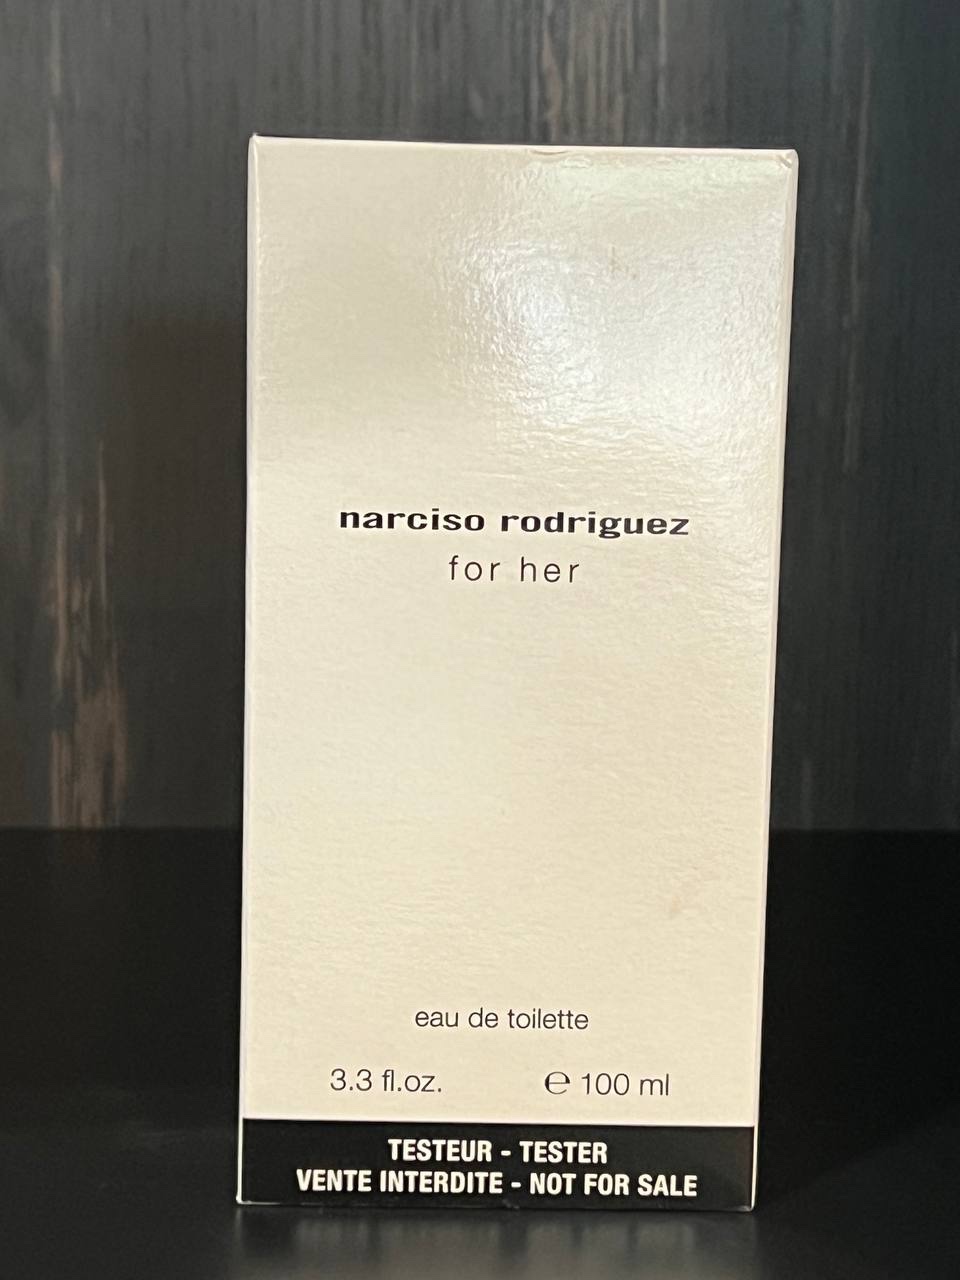 narciso rodriguez
for her
eau de toilette
3.3 fl.oz. ℮ 100 ml
TESTEUR - TESTER
VENTE INTERDITE - NOT FOR SALE